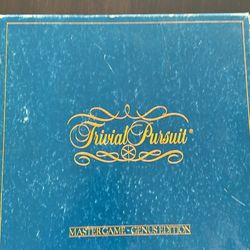 Trivial Pursuit®
MASTER GAME - GENUS EDITION